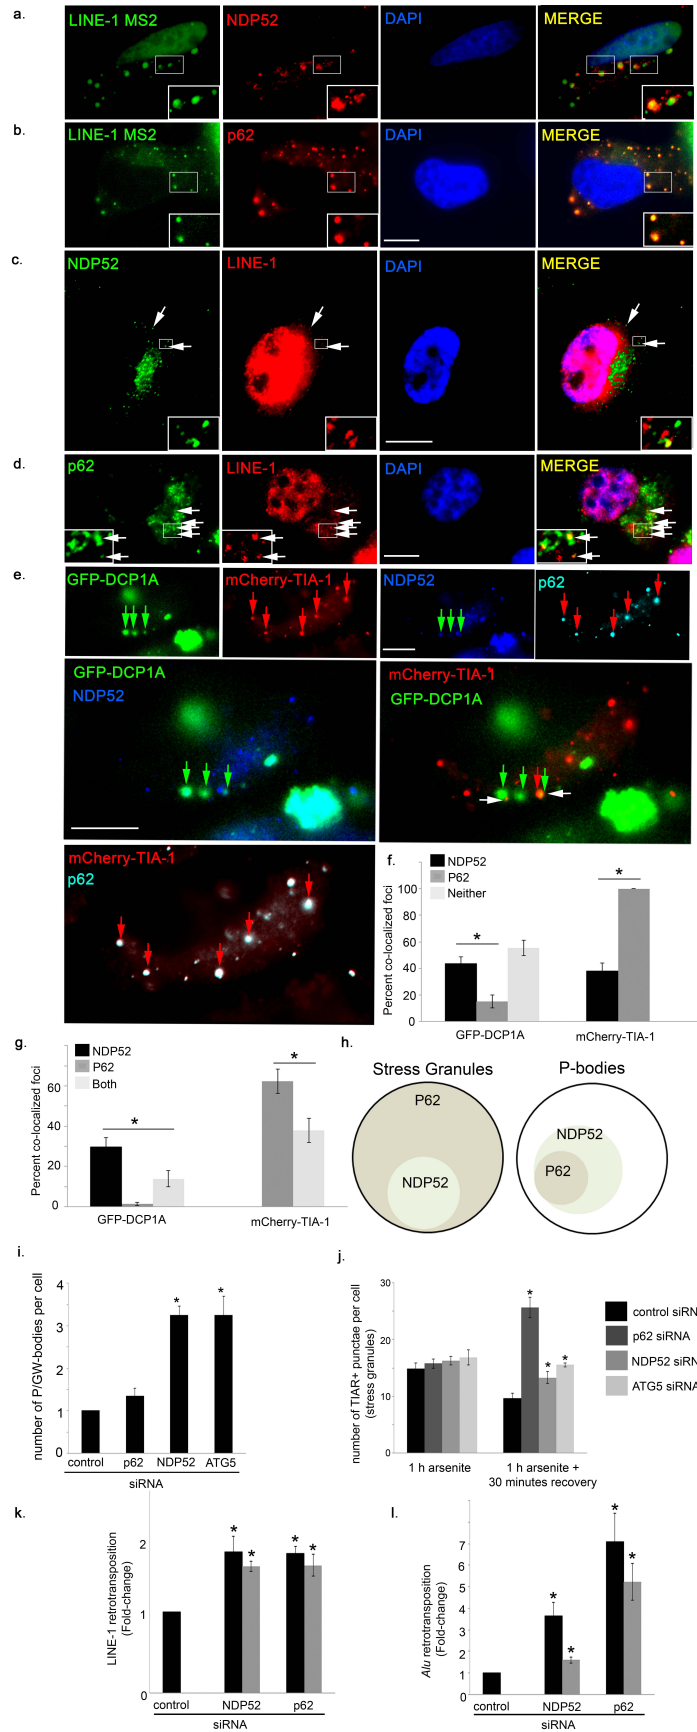 a.
LINE-1 MS2 NDP52 DAPI MERGE
b.
LINE-1 MS2 p62 DAPI MERGE
c.
NDP52 LINE-1 DAPI MERGE
d.
p62 LINE-1 DAPI MERGE
e.
GFP-DCP1A mCherry-TIA-1 NDP52 p62
GFP-DCP1A
NDP52
mCherry-TIA-1
GFP-DCP1A
mCherry-TIA-1
p62
f.
NDP52
P62
Neither
Percent co-localized foci
100
80
60
40
20
0
GFP-DCP1A mCherry-TIA-1
*
*
g.
NDP52
P62
Both
Percent co-localized foci
60
40
20
0
GFP-DCP1A mCherry-TIA-1
*
*
h.
Stress Granules P-bodies
P62
NDP52
NDP52
P62
i.
number of P/GW-bodies per cell
4
3
2
1
0
control p62 NDP52 ATG5
siRNA
* *
j.
number of TIAR+ punctae per cell
(stress granules)
30
20
10
0
1 h arsenite 1 h arsenite +
30 minutes recovery
* * *
control siRN
p62 siRNA
NDP52 siRN
ATG5 siRNA
k.
LINE-1 retrotransposition
(Fold-change)
2
1
0
control NDP52 p62
siRNA
* * * *
l.
Alu retrotransposition
(Fold-change)
7
5
4
2
1
control NDP52 p62
siRNA
* * * *